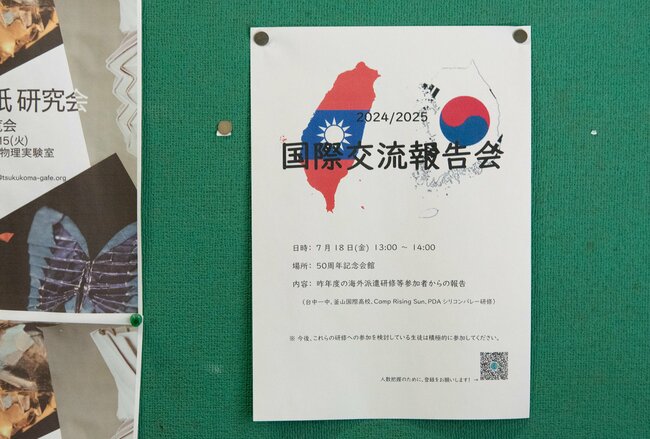 紙 研究会
究会
15(火)
物理実験室
@tsukukoma-gafe.org
2024/2025
国際交流報告会
日時: 7月18日(金) 13:00 ～ 14:00
場所: 50周年記念会館
内容: 昨年度の海外派遣研修等参加者からの報告
(台中一中, 釜山国際高校, Camp Rising Sun, PDA シリコンバレー研修)
※ 今後、これらの研修への参加を検討している生徒は積極的に参加してください。
人数把握のために、登録をお願いします! →